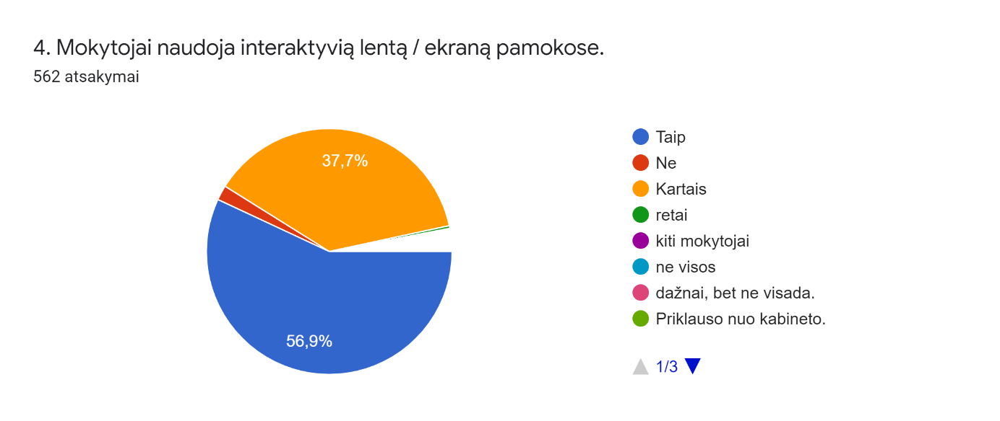 4. Mokytojai naudoja interaktyvią lentą / ekraną pamokose.
562 atsakymai
37,7%
56,9%
Taip
Ne
Kartais
retai
kiti mokytojai
ne visos
dažnai, bet ne visada.
Priklauso nuo kabineto.
1/3